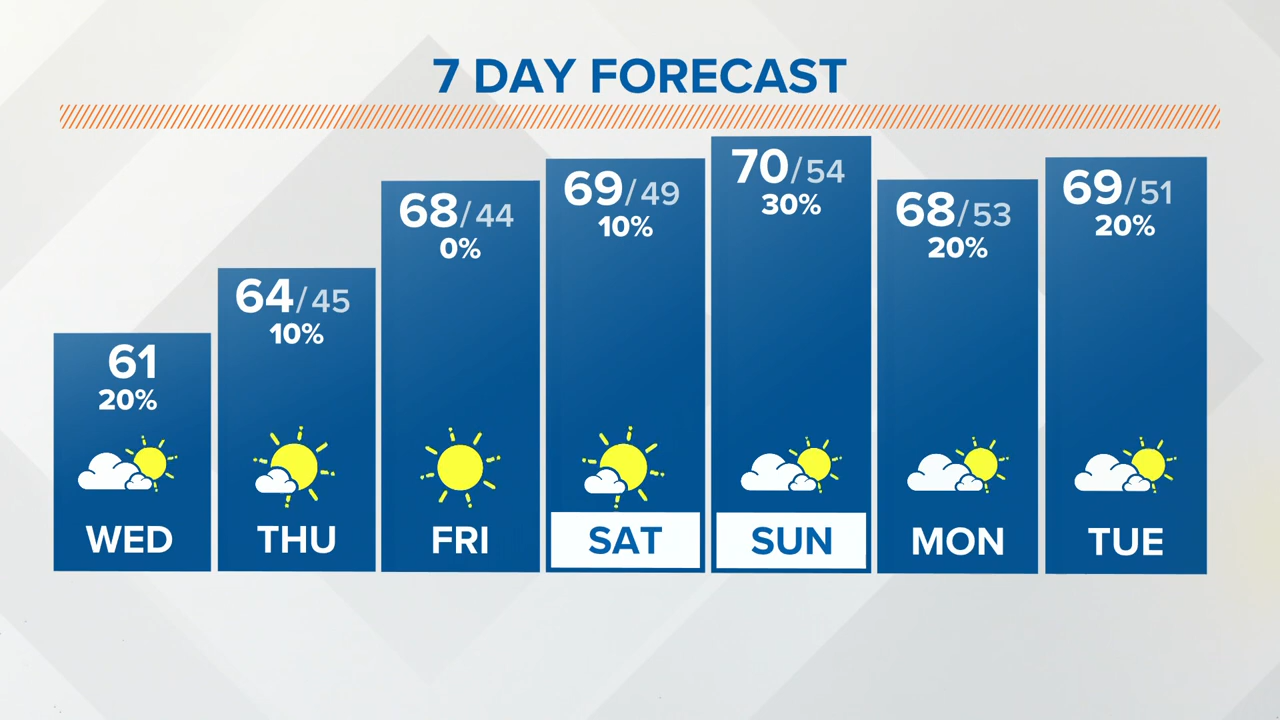 7 DAY FORECAST
61
20%
WED
64/45
10%
THU
68/44
0%
FRI
69/49
10%
SAT
70/54
30%
SUN
68/53
20%
MON
69/51
20%
TUE